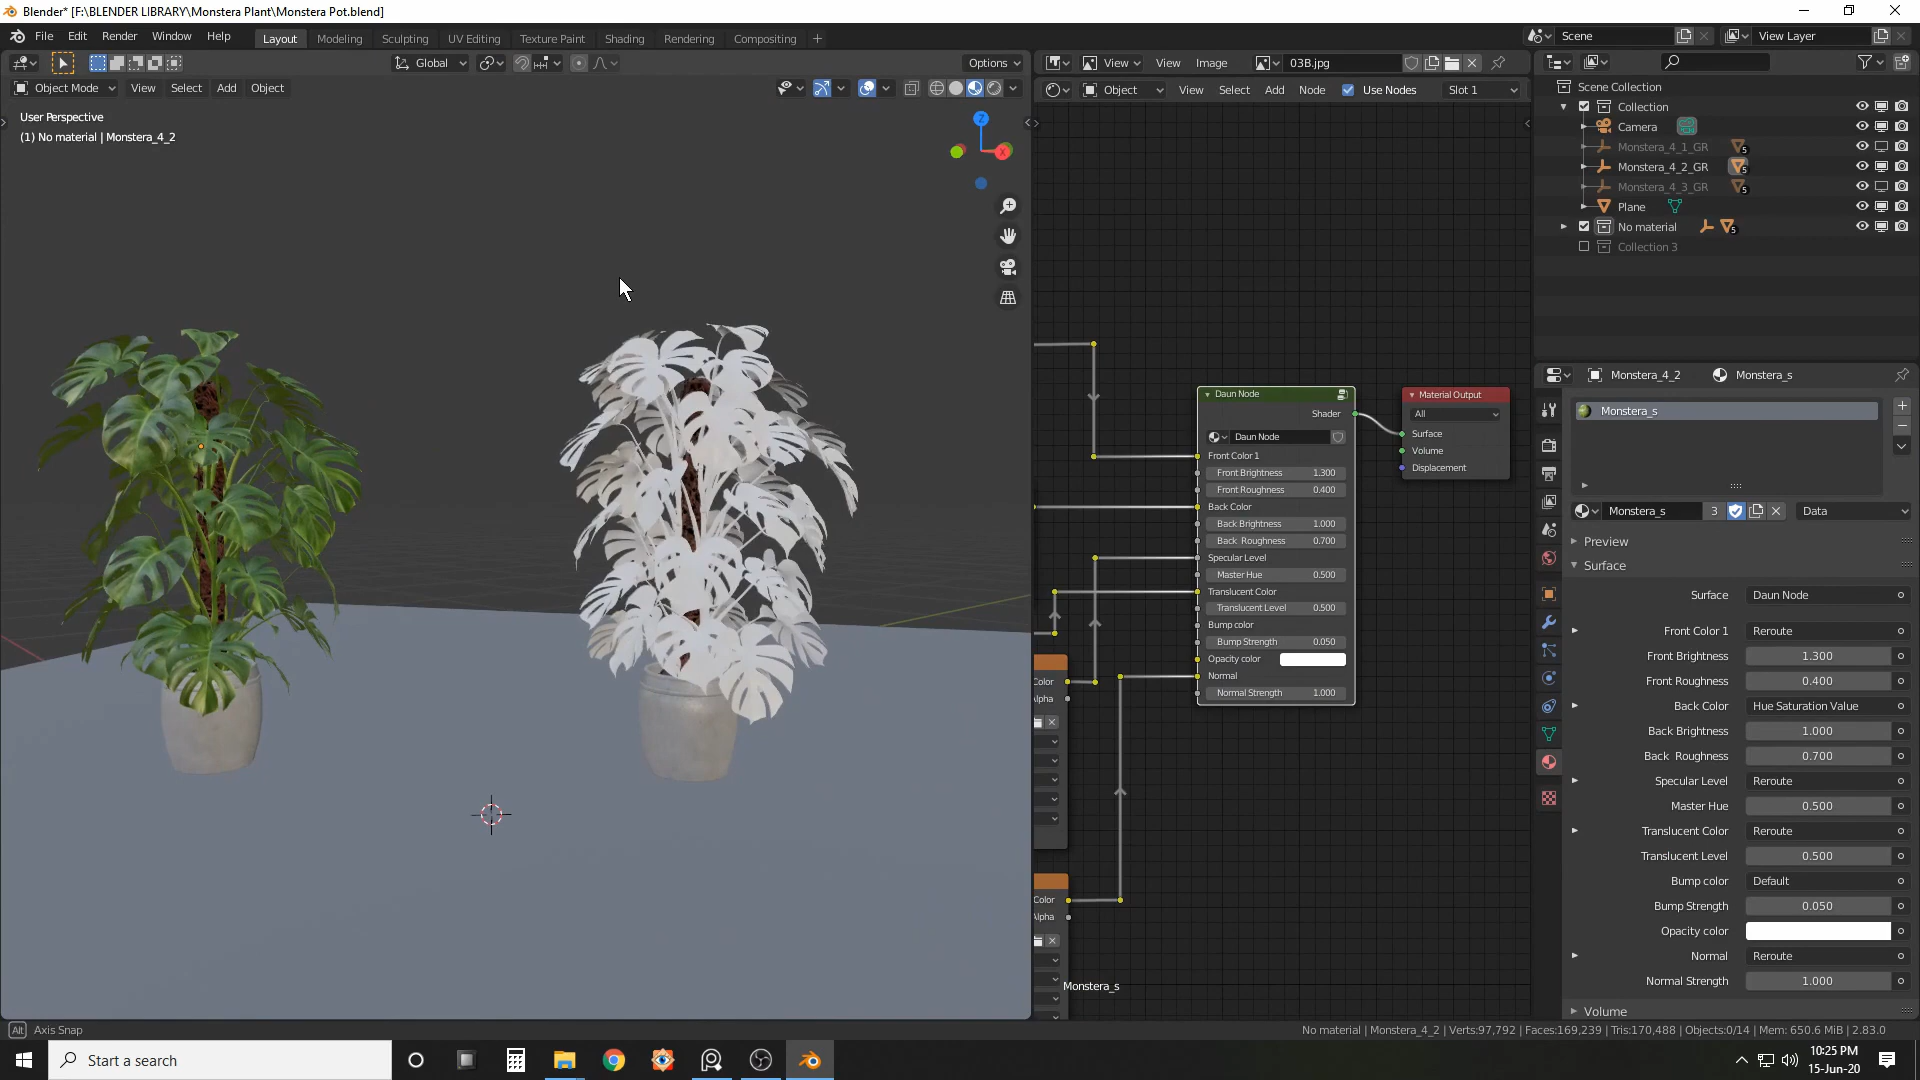 Blender* [F:\BLENDER LIBRARY\Monstera Plant\Monstera Pot.blend]
File Edit Render Window Help
Layout Modeling Sculpting UV Editing Texture Paint Shading Rendering Compositing +
Scene
View Layer
Global
Options
Object Mode View Select Add Object
User Perspective
(1) No material | Monstera_4_2
Z
X
View View Image 03B.jpg
Object View Select Add Node Use Nodes Slot 1
Daun Node
Shader
Daun Node
Front Color 1
Front Brightness 1.300
Front Roughness 0.400
Back Color
Back Brightness 1.000
Back Roughness 0.700
Specular Level
Master Hue 0.500
Translucent Color
Translucent Level 0.500
Bump color
Bump Strength 0.050
Opacity color
Normal
Normal Strength 1.000
Material Output
All
Surface
Volume
Displacement
Color
Alpha
Color
Alpha
Monstera_s
Scene Collection
Collection
Camera
Monstera_4_1_GR 5
Monstera_4_2_GR 5
Monstera_4_3_GR 5
Plane
No material 5
Collection 3
Monstera_4_2 Monstera_s
Monstera_s
Monstera_s 3 Data
Preview
Surface
Surface Daun Node
Front Color 1 Reroute
Front Brightness 1.300
Front Roughness 0.400
Back Color Hue Saturation Value
Back Brightness 1.000
Back Roughness 0.700
Specular Level Reroute
Master Hue 0.500
Translucent Color Reroute
Translucent Level 0.500
Bump color Default
Bump Strength 0.050
Opacity color
Normal Reroute
Normal Strength 1.000
Volume
Alt Axis Snap
No material | Monstera_4_2 | Verts:97,792 | Faces:169,239 | Tris:170,488 | Objects:0/14 | Mem: 650.6 MiB | 2.83.0
Start a search
10:25 PM
15-Jun-20